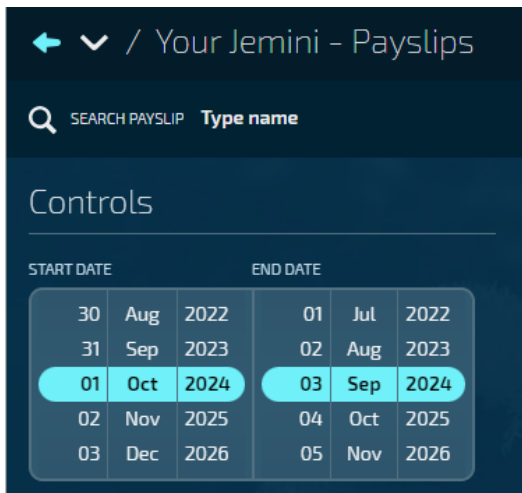 / Your Jemini - Payslips
SEARCH PAYSLIP Type name
Controls
START DATE END DATE
30 Aug 2022 01 Jul 2022
31 Sep 2023 02 Aug 2023
01 Oct 2024 03 Sep 2024
02 Nov 2025 04 Oct 2025
03 Dec 2026 05 Nov 2026